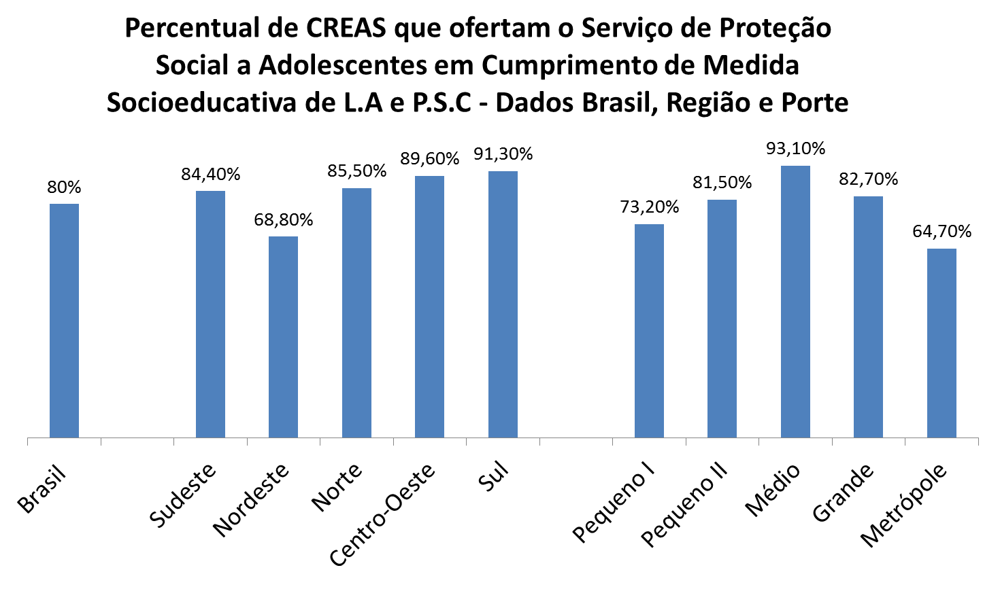 Percentual de CREAS que ofertam o Serviço de Proteção
Social a Adolescentes em Cumprimento de Medida
Socioeducativa de L.A e P.S.C - Dados Brasil, Região e Porte
80%
84,40%
68,80%
85,50%
89,60%
91,30%
73,20%
81,50%
93,10%
82,70%
64,70%
Brasil
Sudeste
Nordeste
Norte
Centro-Oeste
Sul
Pequeno I
Pequeno II
Médio
Grande
Metrópole